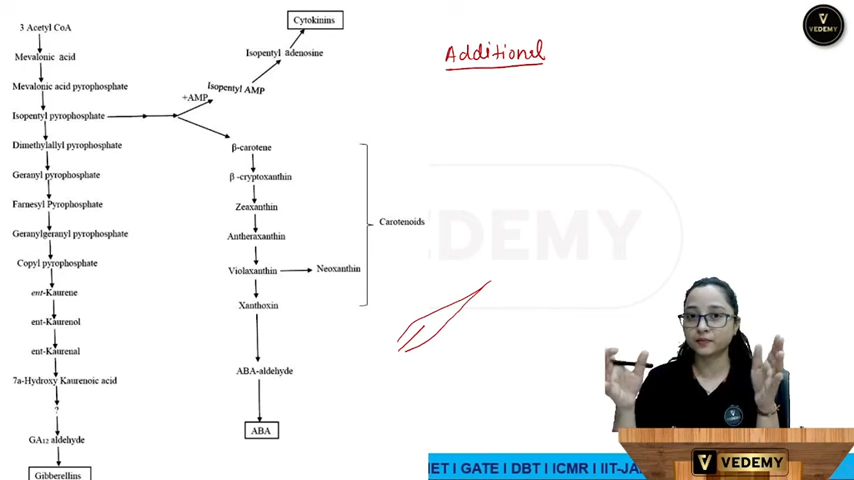 3 Acetyl CoA
Mevalonic acid
Mevalonic acid pyrophosphate
Isopentyl pyrophosphate
Dimethylallyl pyrophosphate
Geranyl pyrophosphate
Farnesyl Pyrophosphate
Geranylgeranyl pyrophosphate
Copyl pyrophosphate
ent-Kaurene
ent-Kaurenol
ent-Kaurenal
7a-Hydroxy Kaurenoic acid
?
GA12 aldehyde
Gibberellins
Cytokinins
Isopentyl adenosine
Isopentyl AMP
+AMP
β-carotene
β -cryptoxanthin
Zeaxanthin
Antheraxanthin
Violaxanthin
Neoxanthin
Xanthoxin
ABA-aldehyde
ABA
Carotenoids
Additional
VEDEMY
EDEMY
VEDEMY
NET I GATE I DBT I ICMR I IIT-JA